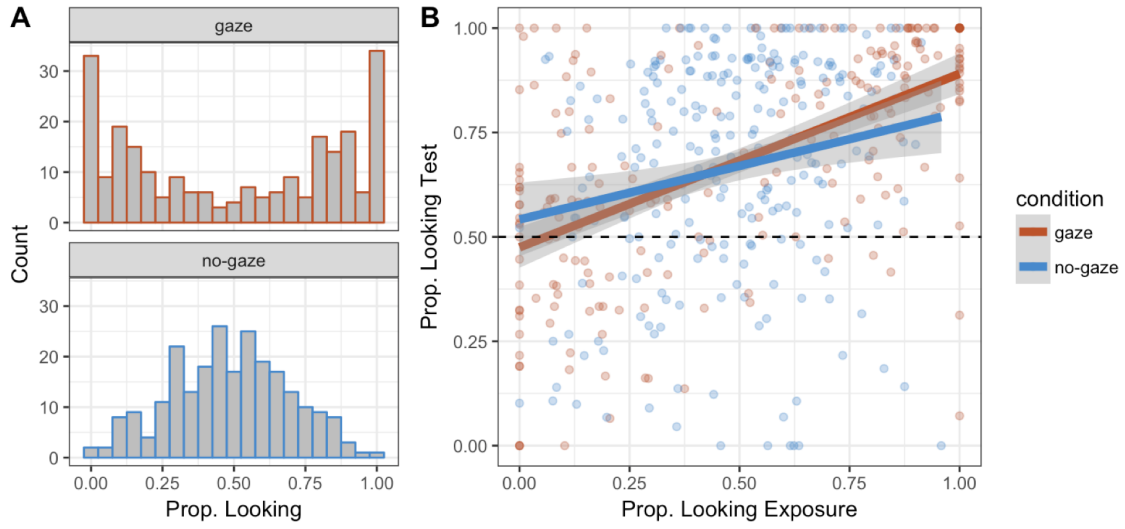 A
gaze
30
20
10
0
no-gaze
30
20
10
0
Count
0.00 0.25 0.50 0.75 1.00
Prop. Looking
B
1.00
0.75
0.50
0.25
0.00
Prop. Looking Test
0.00 0.25 0.50 0.75 1.00
Prop. Looking Exposure
condition
gaze
no-gaze